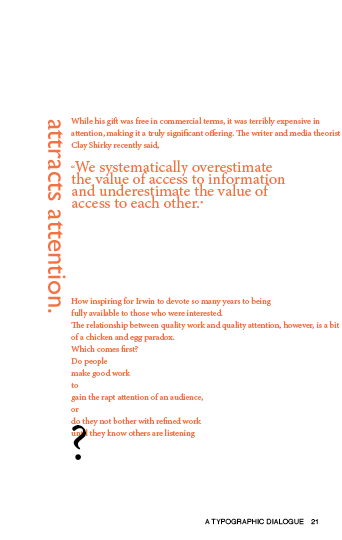 attracts attention.
While his gift was free in commercial terms, it was terribly expensive in
attention, making it a truly significant offering. The writer and media theorist
Clay Shirky recently said,
“We systematically overestimate
the value of access to information
and underestimate the value of
access to each other.”
How inspiring for Irwin to devote so many years to being
fully available to those who were interested.
The relationship between quality work and quality attention, however, is a bit
of a chicken and egg paradox.
Which comes first?
Do people
make good work
to
gain the rapt attention of an audience,
or
do they not bother with refined work
until they know others are listening
?
A TYPOGRAPHIC DIALOGUE 21